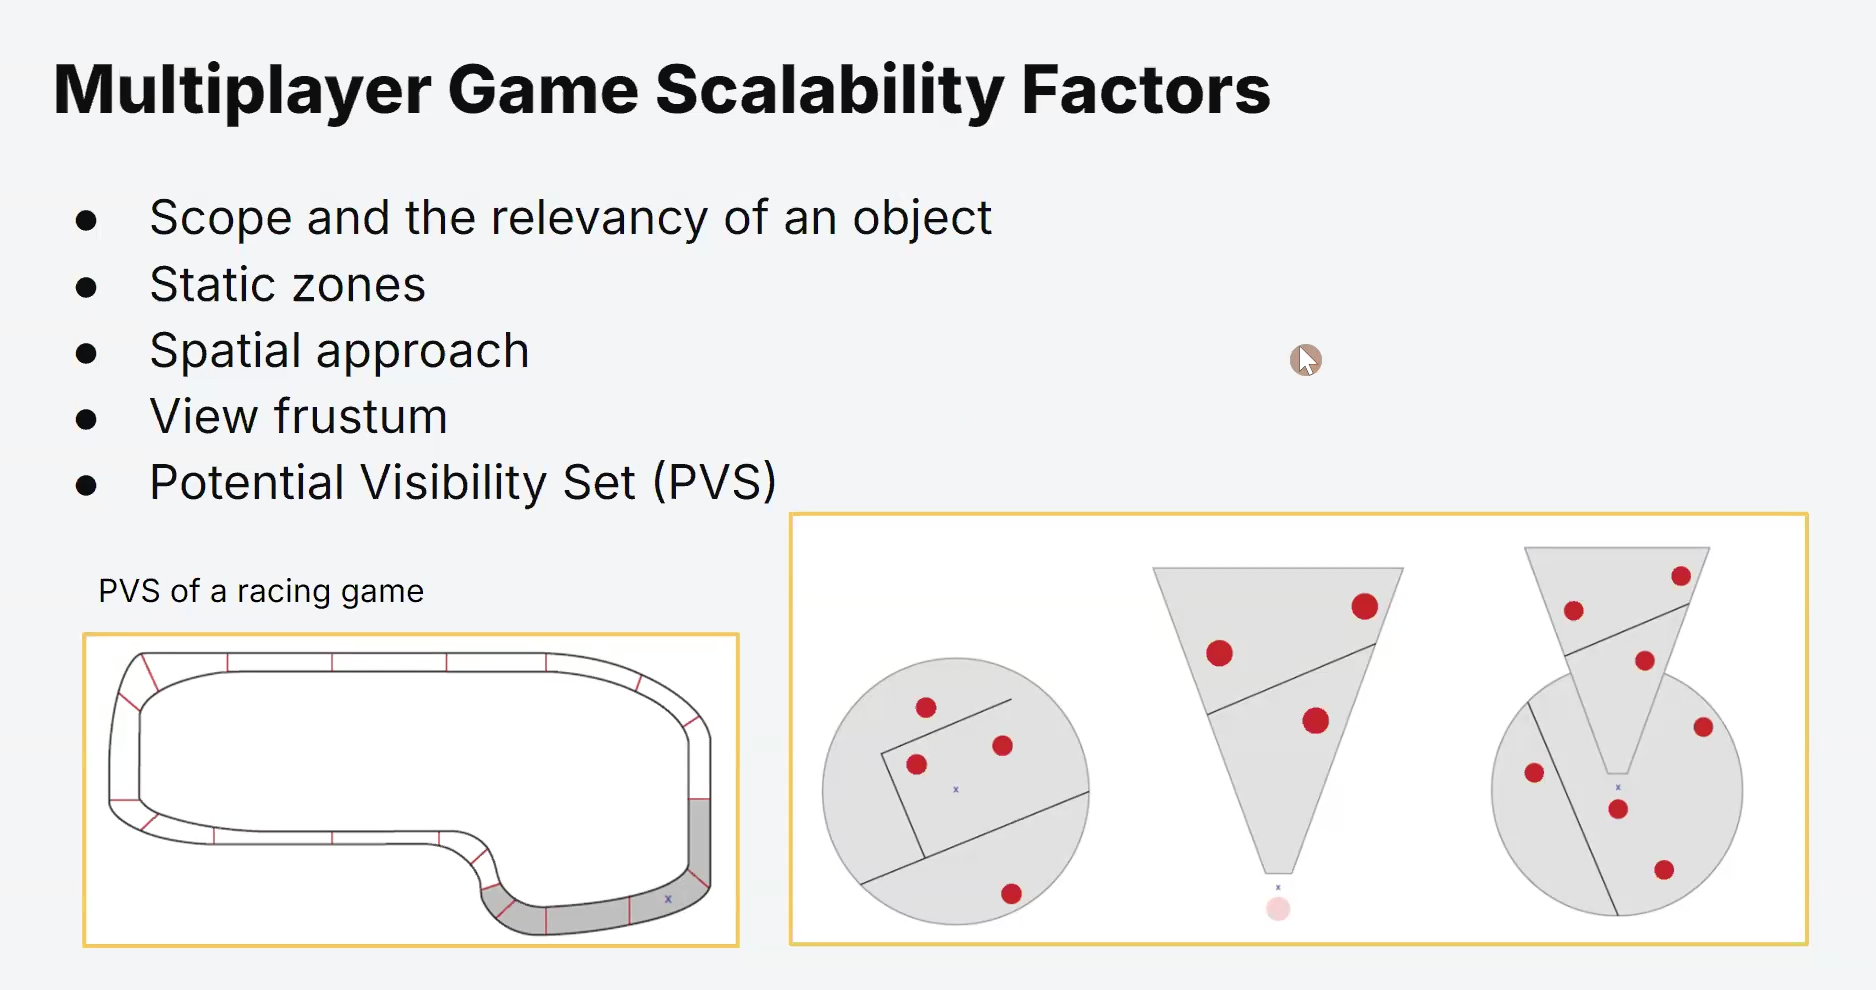 Multiplayer Game Scalability Factors
● Scope and the relevancy of an object
● Static zones
● Spatial approach
● View frustum
● Potential Visibility Set (PVS)
PVS of a racing game
x
x
x
x